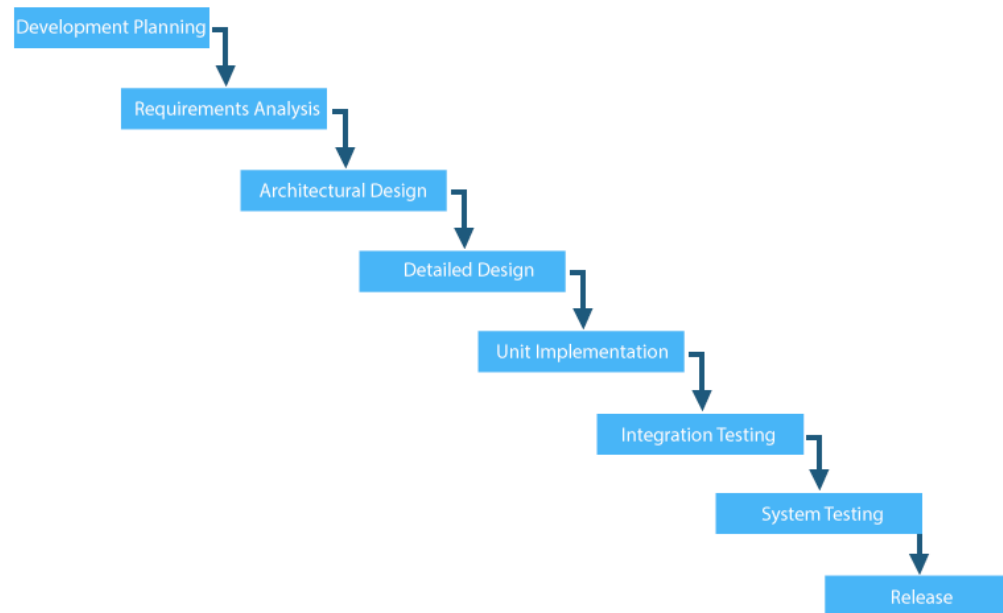 Development Planning
Requirements Analysis
Architectural Design
Detailed Design
Unit Implementation
Integration Testing
System Testing
Release